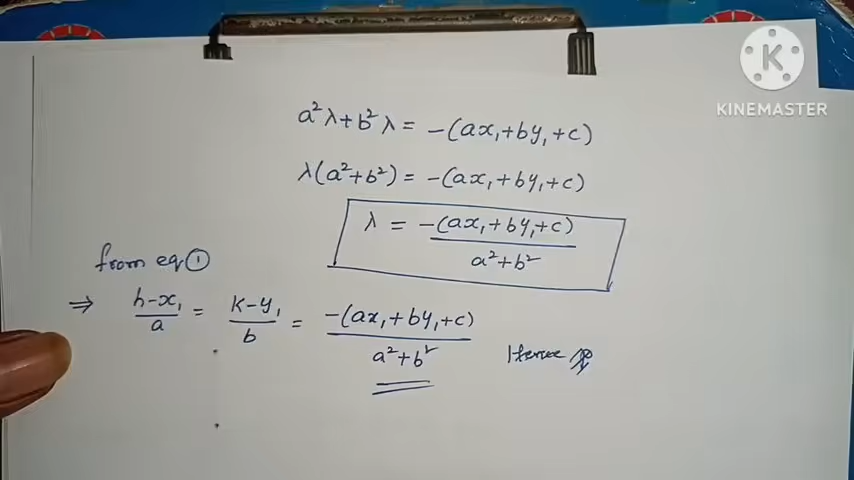 a²λ+b²λ = -(ax₁+by₁+c)
λ(a²+b²) = -(ax₁+by₁+c)
λ = -(ax₁+by₁+c) / a²+b²
from eq①
⇒ h-x₁/a = k-y₁/b = -(ax₁+by₁+c) / a²+b² Hence
K
KINEMASTER